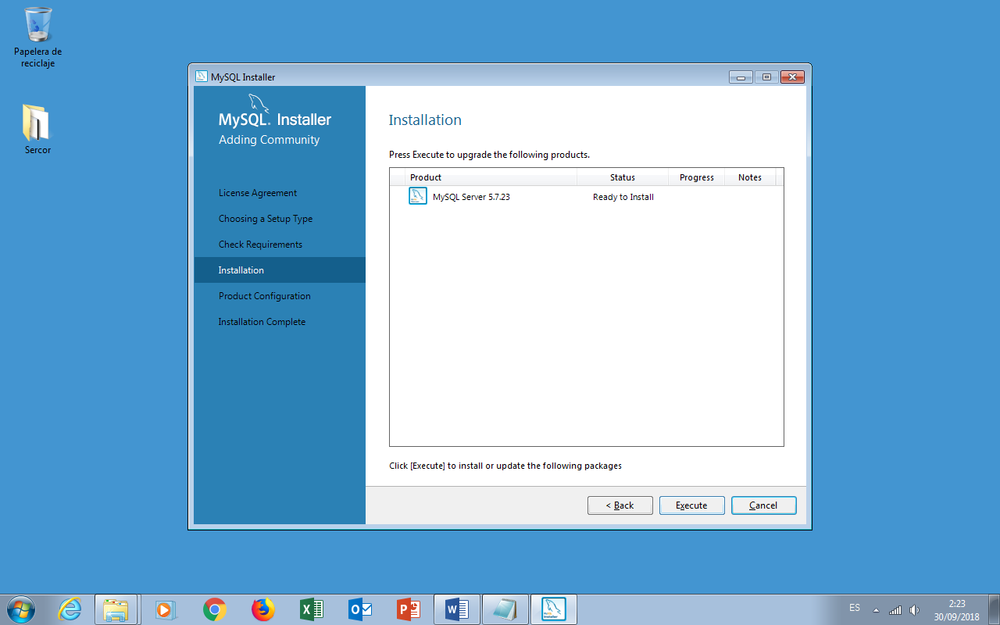 Papelera de
reciclaje
Sercor
MySQL Installer
MySQL. Installer
Adding Community
License Agreement
Choosing a Setup Type
Check Requirements
Installation
Product Configuration
Installation Complete
Installation
Press Execute to upgrade the following products.
Product Status Progress Notes
MySQL Server 5.7.23 Ready to Install
Click [Execute] to install or update the following packages
< Back Execute Cancel
ES
2:23
30/09/2018